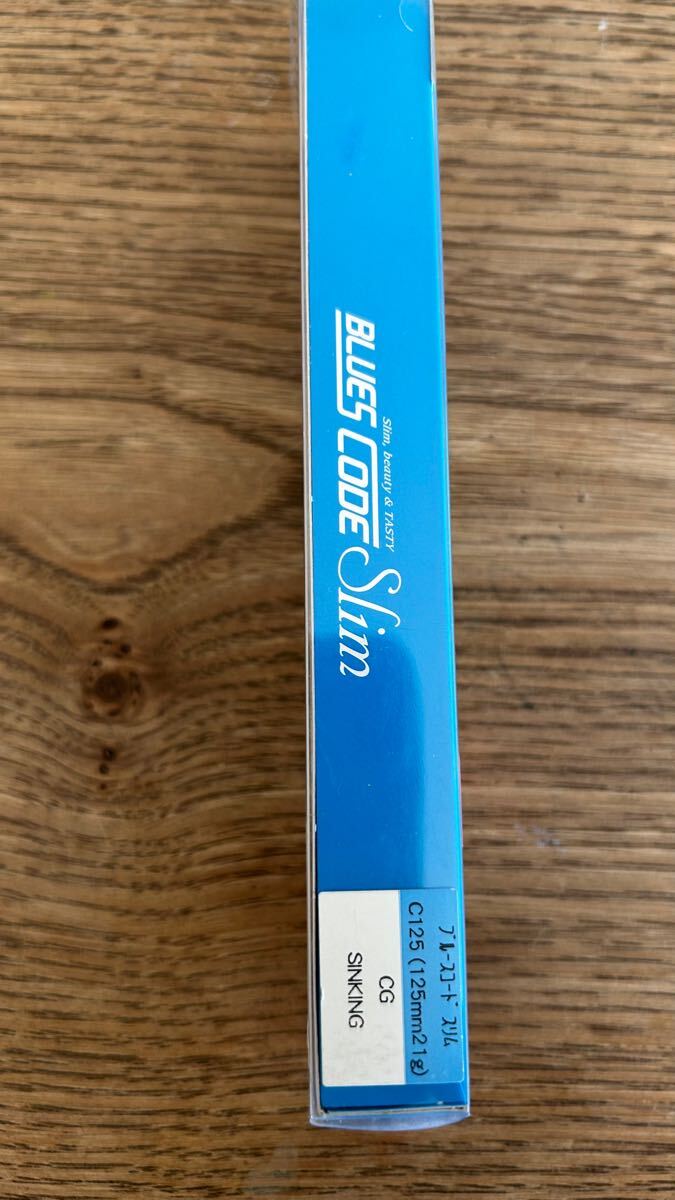 Slim, beauty & TASTY
BLUES CODE Slim
ﾌﾞﾙｰｽｺｰﾄﾞ ｽﾘﾑ
C125(125mm21g)
CG
SINKING